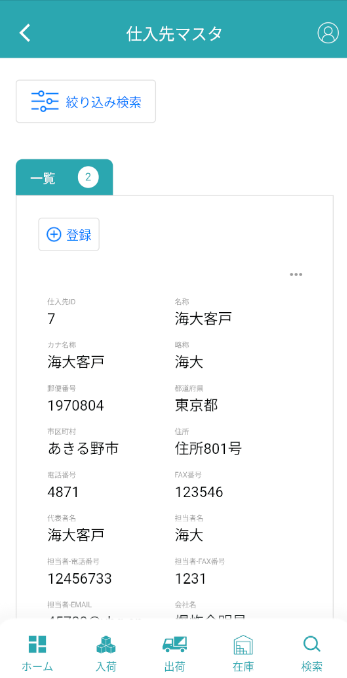 仕入先マスタ
絞り込み検索
一覧 2
登録
仕入先ID 名称
7 海大客戸
カナ名称 略称
海大客戸 海大
郵便番号 都道府県
1970804 東京都
市区町村 住所
あきる野市 住所801号
電話番号 FAX番号
4871 123546
代表者名 担当者名
海大客戸 海大
担当者-電話番号 担当者-FAX番号
12456733 1231
担当者-EMAIL 会社名
ホーム 入荷 出荷 在庫 検索